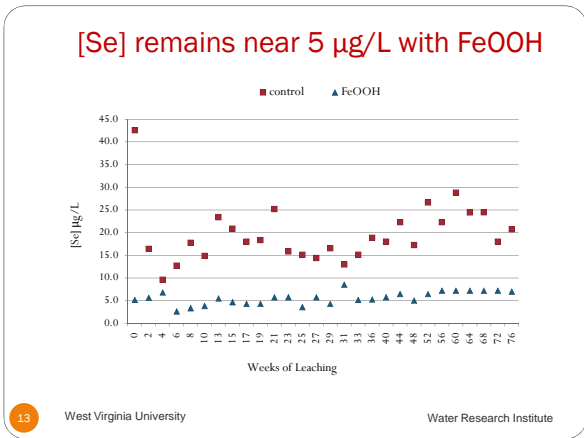 [Se] remains near 5 µg/L with FeOOH
control FeOOH
45.0
40.0
35.0
30.0
25.0
20.0
15.0
10.0
5.0
0.0
[Se] µg/L
0 2 4 6 8 10 13 15 17 19 21 23 25 27 29 31 33 36 40 44 48 52 56 60 64 68 72 76
Weeks of Leaching
13 West Virginia University Water Research Institute